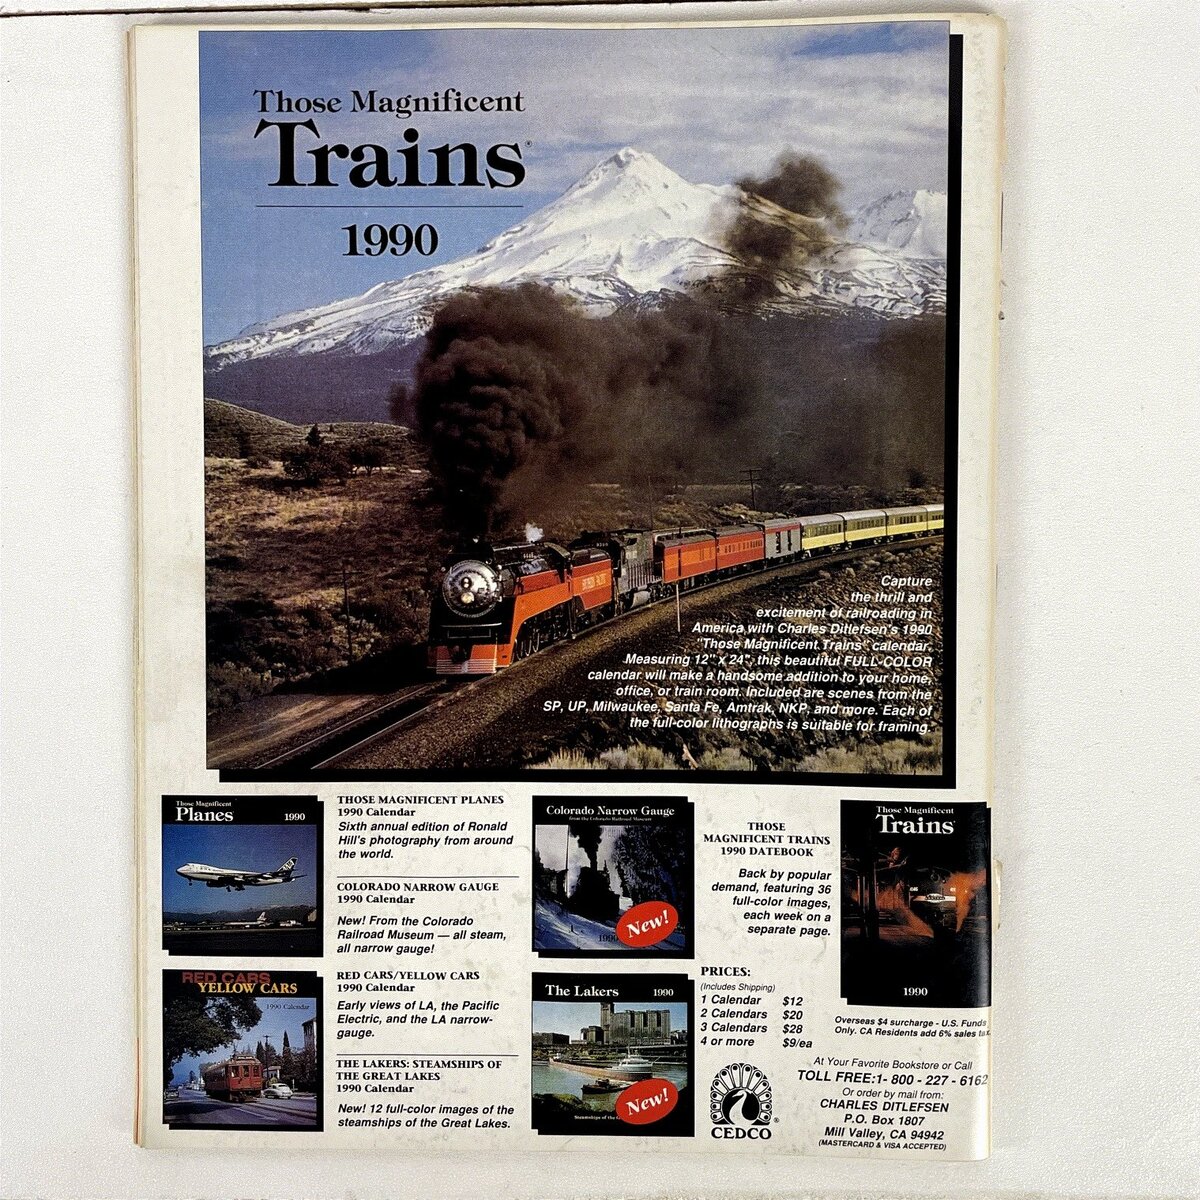 Those Magnificent
Trains®
1990
Capture
the thrill and
excitement of railroading in
America with Charles Ditlefsen's 1990
"Those Magnificent Trains" calendar.
Measuring 12" x 24", this beautiful FULL-COLOR
calendar will make a handsome addition to your home,
office, or train room. Included are scenes from the
SP, UP, Milwaukee, Santa Fe, Amtrak, NKP, and more. Each of
the full-color lithographs is suitable for framing.
Those Magnificent
Planes
1990
THOSE MAGNIFICENT PLANES
1990 Calendar
Sixth annual edition of Ronald
Hill's photography from around
the world.
COLORADO NARROW GAUGE
1990 Calendar
New! From the Colorado
Railroad Museum — all steam,
all narrow gauge!
RED CARS
YELLOW CARS
1990 Calendar
RED CARS/YELLOW CARS
1990 Calendar
Early views of LA, the Pacific
Electric, and the LA narrow-
gauge.
THE LAKERS: STEAMSHIPS OF
THE GREAT LAKES
1990 Calendar
New! 12 full-color images of the
steamships of the Great Lakes.
Colorado Narrow Gauge
from the Colorado Railroad Museum
1990
New!
The Lakers
1990
Steamships of the
New!
THOSE
MAGNIFICENT TRAINS
1990 DATEBOOK
Back by popular
demand, featuring 36
full-color images,
each week on a
separate page.
Those Magnificent
Trains
1990
PRICES:
(Includes Shipping)
1 Calendar $12
2 Calendars $20
3 Calendars $28
4 or more $9/ea
CEDCO®
Overseas $4 surcharge - U.S. Funds
Only. CA Residents add 6% sales tax.
At Your Favorite Bookstore or Call
TOLL FREE:1- 800 - 227 - 6162
Or order by mail from:
CHARLES DITLEFSEN
P.O. Box 1807
Mill Valley, CA 94942
(MASTERCARD & VISA ACCEPTED)